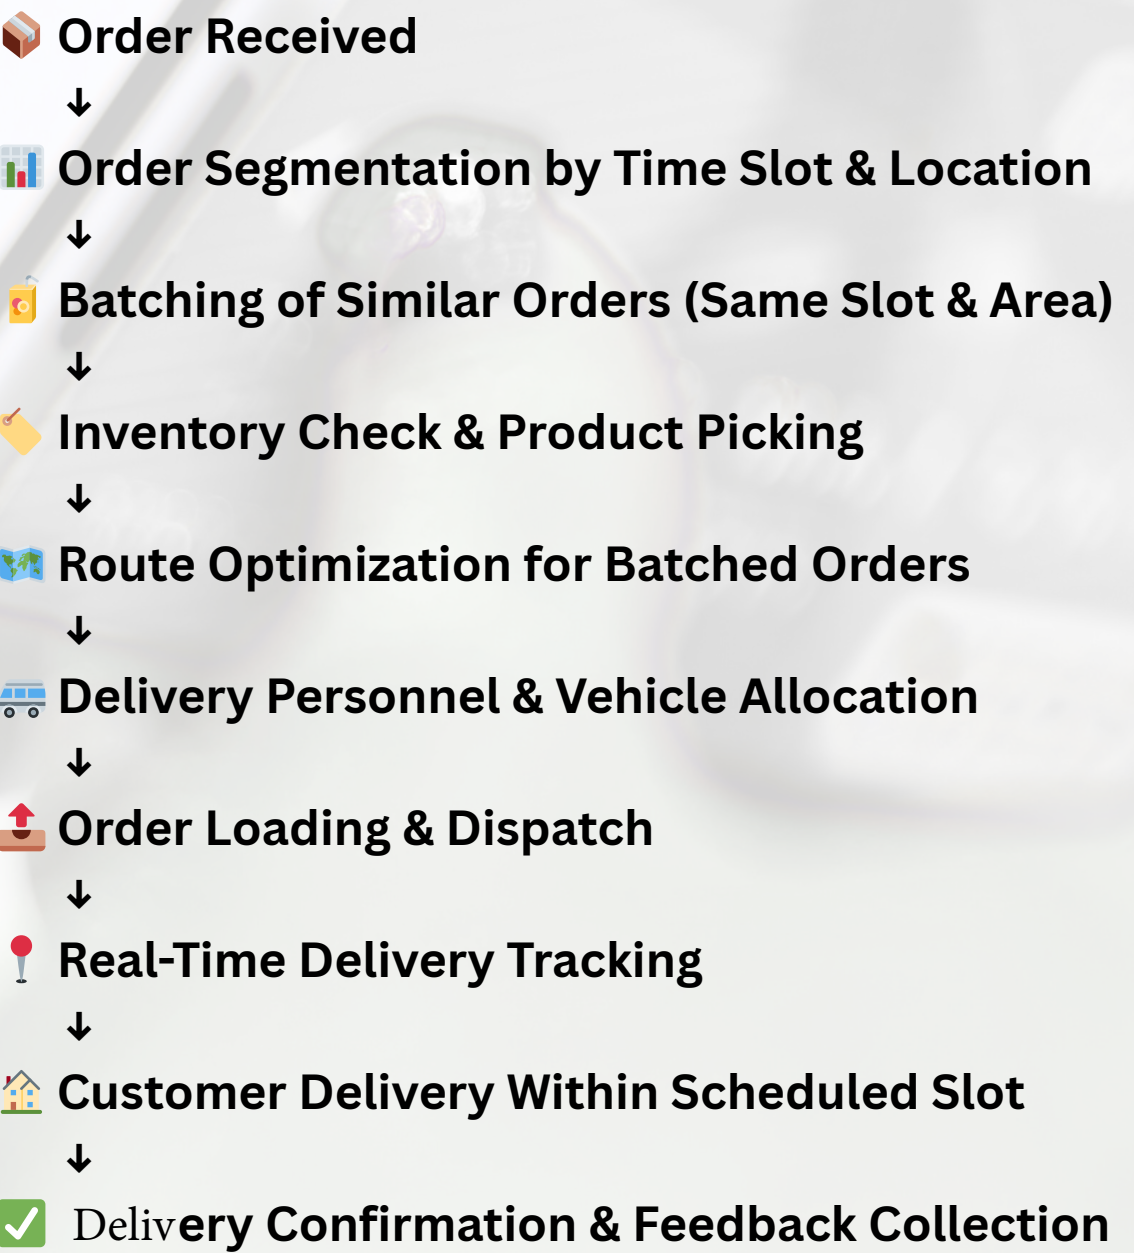 📦 Order Received
↓
📊 Order Segmentation by Time Slot & Location
↓
🧃 Batching of Similar Orders (Same Slot & Area)
↓
🏷️ Inventory Check & Product Picking
↓
🗺️ Route Optimization for Batched Orders
↓
🚐 Delivery Personnel & Vehicle Allocation
↓
📤 Order Loading & Dispatch
↓
📍 Real-Time Delivery Tracking
↓
🏠 Customer Delivery Within Scheduled Slot
↓
✅ Delivery Confirmation & Feedback Collection